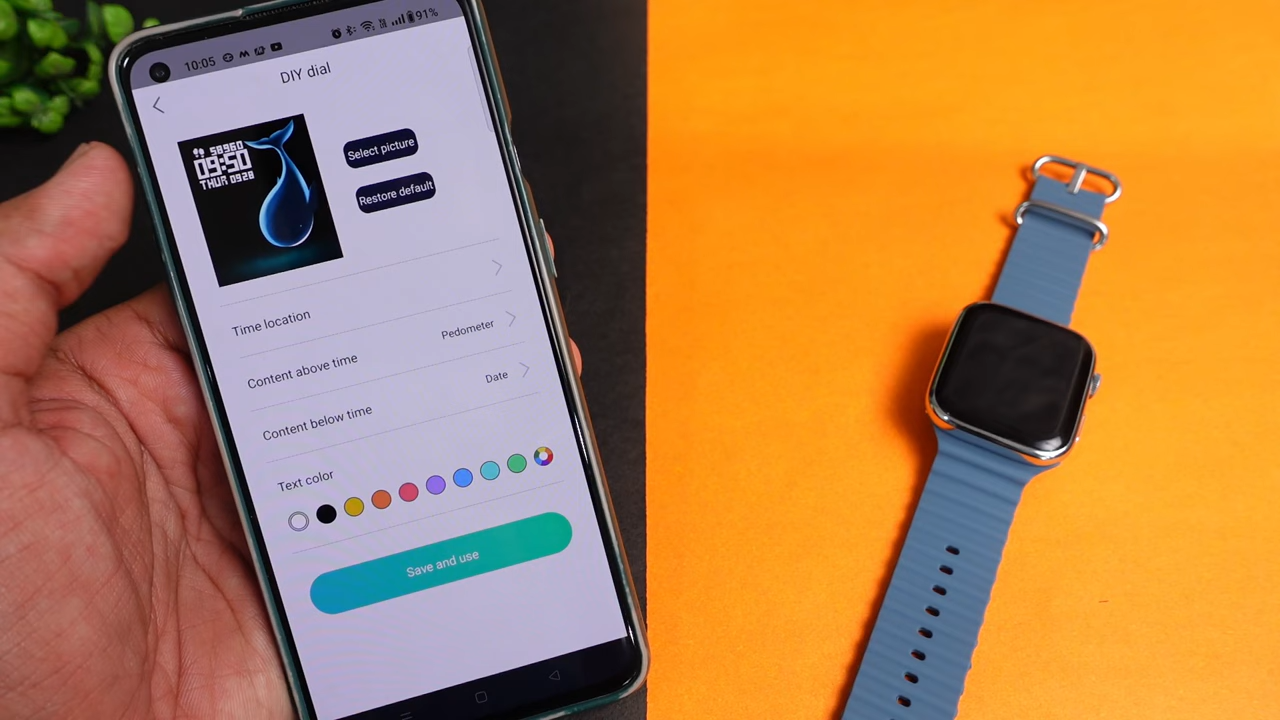 10:05
91%
DIY dial
58960
09:50
THUR 0928
Select picture
Restore default
Time location
Content above time
Pedometer
Content below time
Date
Text color
Save and use